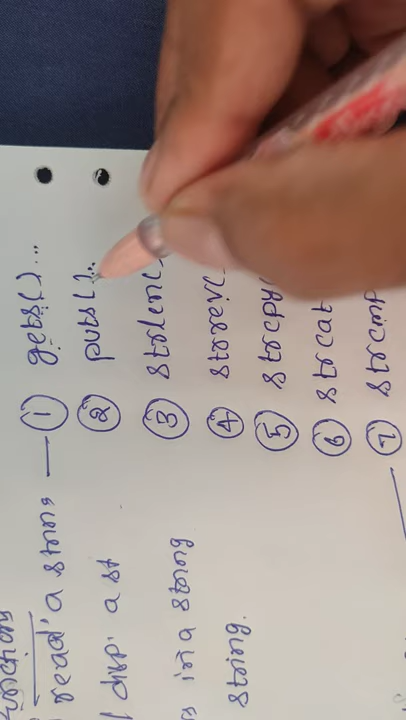 Function
read a string — ① gets() ...
disp. a st ② puts() ..
in a string ③ strlen
string. ④ strrev
⑤ strcpy
⑥ strcat
⑦ strcmp